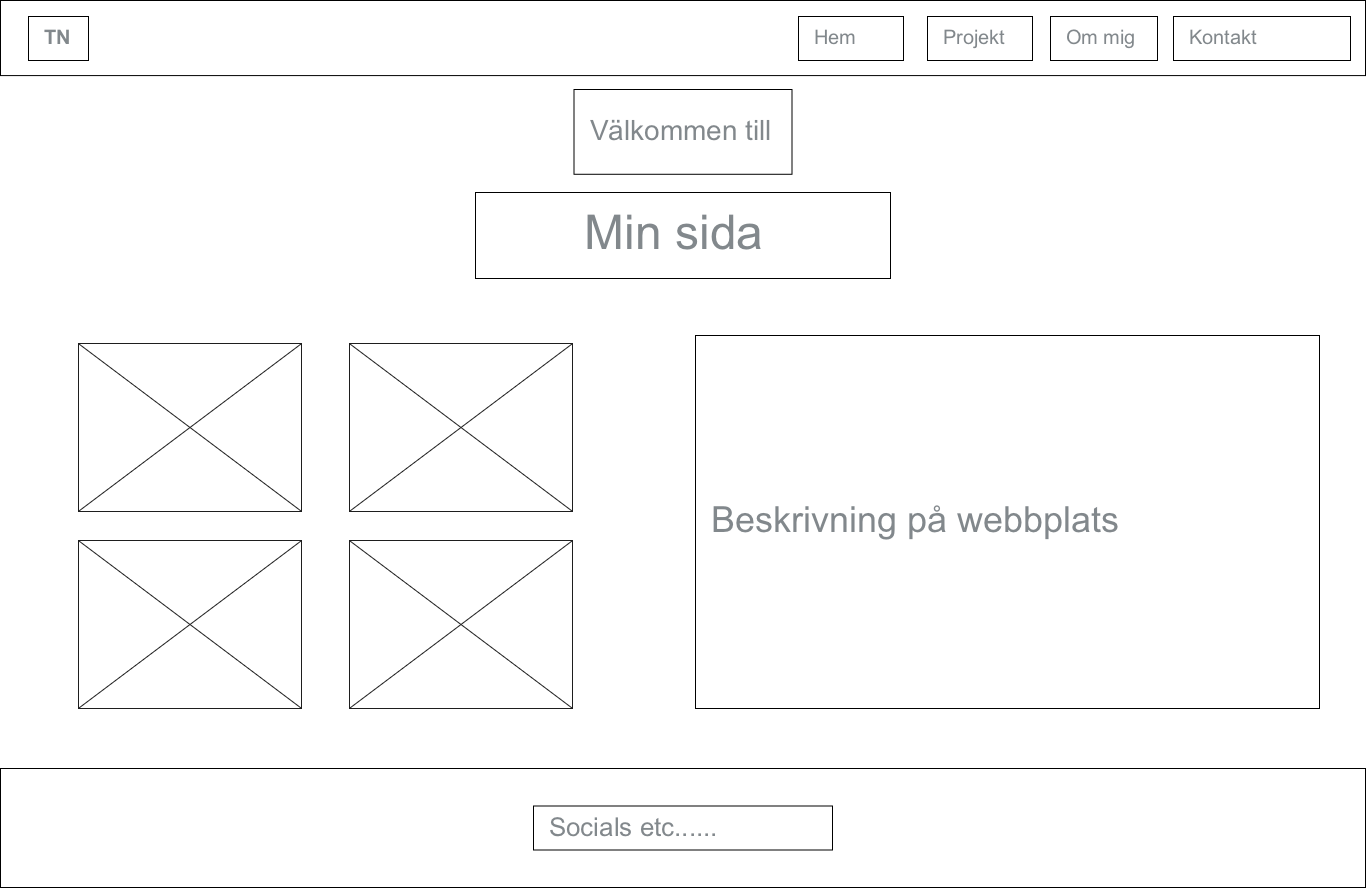 TN
Hem
Projekt
Om mig
Kontakt
Välkommen till
Min sida
Beskrivning på webbplats
Socials etc......